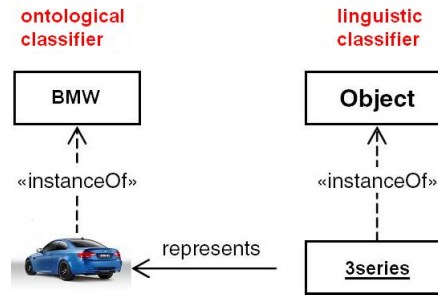 ontological
classifier
linguistic
classifier
BMW
Object
«instanceOf»
«instanceOf»
represents
3series